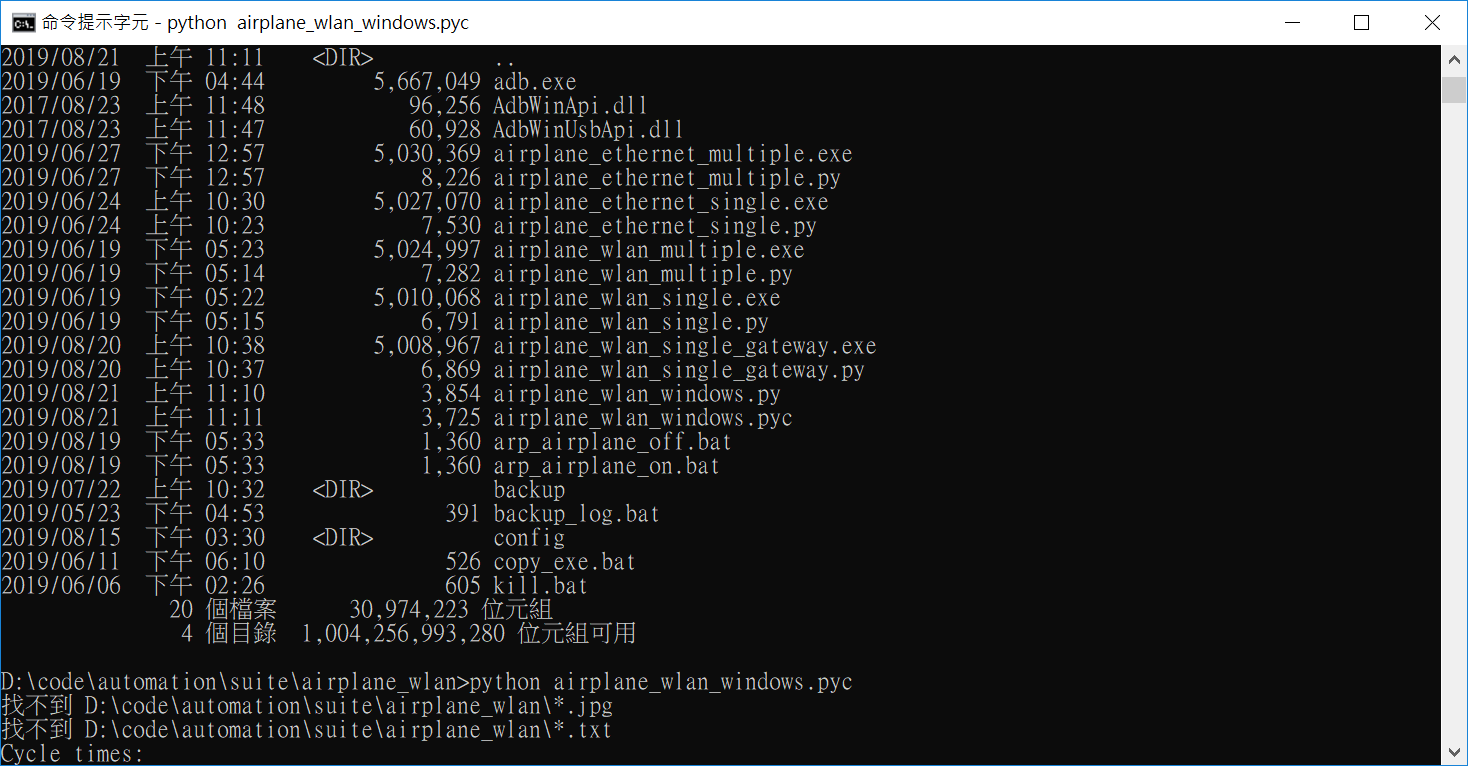 命令提示字元 - python  airplane_wlan_windows.pyc
2019/08/21  上午 11:11    <DIR>          ..
2019/06/19  下午 04:44         5,667,049 adb.exe
2017/08/23  上午 11:48            96,256 AdbWinApi.dll
2017/08/23  上午 11:47            60,928 AdbWinUsbApi.dll
2019/06/27  下午 12:57         5,030,369 airplane_ethernet_multiple.exe
2019/06/27  下午 12:57             8,226 airplane_ethernet_multiple.py
2019/06/24  上午 10:30         5,027,070 airplane_ethernet_single.exe
2019/06/24  上午 10:23             7,530 airplane_ethernet_single.py
2019/06/19  下午 05:23         5,024,997 airplane_wlan_multiple.exe
2019/06/19  下午 05:14             7,282 airplane_wlan_multiple.py
2019/06/19  下午 05:22         5,010,068 airplane_wlan_single.exe
2019/06/19  下午 05:15             6,791 airplane_wlan_single.py
2019/08/20  上午 10:38         5,008,967 airplane_wlan_single_gateway.exe
2019/08/20  上午 10:37             6,869 airplane_wlan_single_gateway.py
2019/08/21  上午 11:10             3,854 airplane_wlan_windows.py
2019/08/21  上午 11:11             3,725 airplane_wlan_windows.pyc
2019/08/19  下午 05:33             1,360 arp_airplane_off.bat
2019/08/19  下午 05:33             1,360 arp_airplane_on.bat
2019/07/22  上午 10:32    <DIR>          backup
2019/05/23  下午 04:53               391 backup_log.bat
2019/08/15  下午 03:30    <DIR>          config
2019/06/11  下午 06:10               526 copy_exe.bat
2019/06/06  下午 02:26               605 kill.bat
20 個檔案      30,974,223 位元組
4 個目錄  1,004,256,993,280 位元組可用
D:\code\automation\suite\airplane_wlan>python airplane_wlan_windows.pyc
找不到 D:\code\automation\suite\airplane_wlan\*.jpg
找不到 D:\code\automation\suite\airplane_wlan\*.txt
Cycle times: